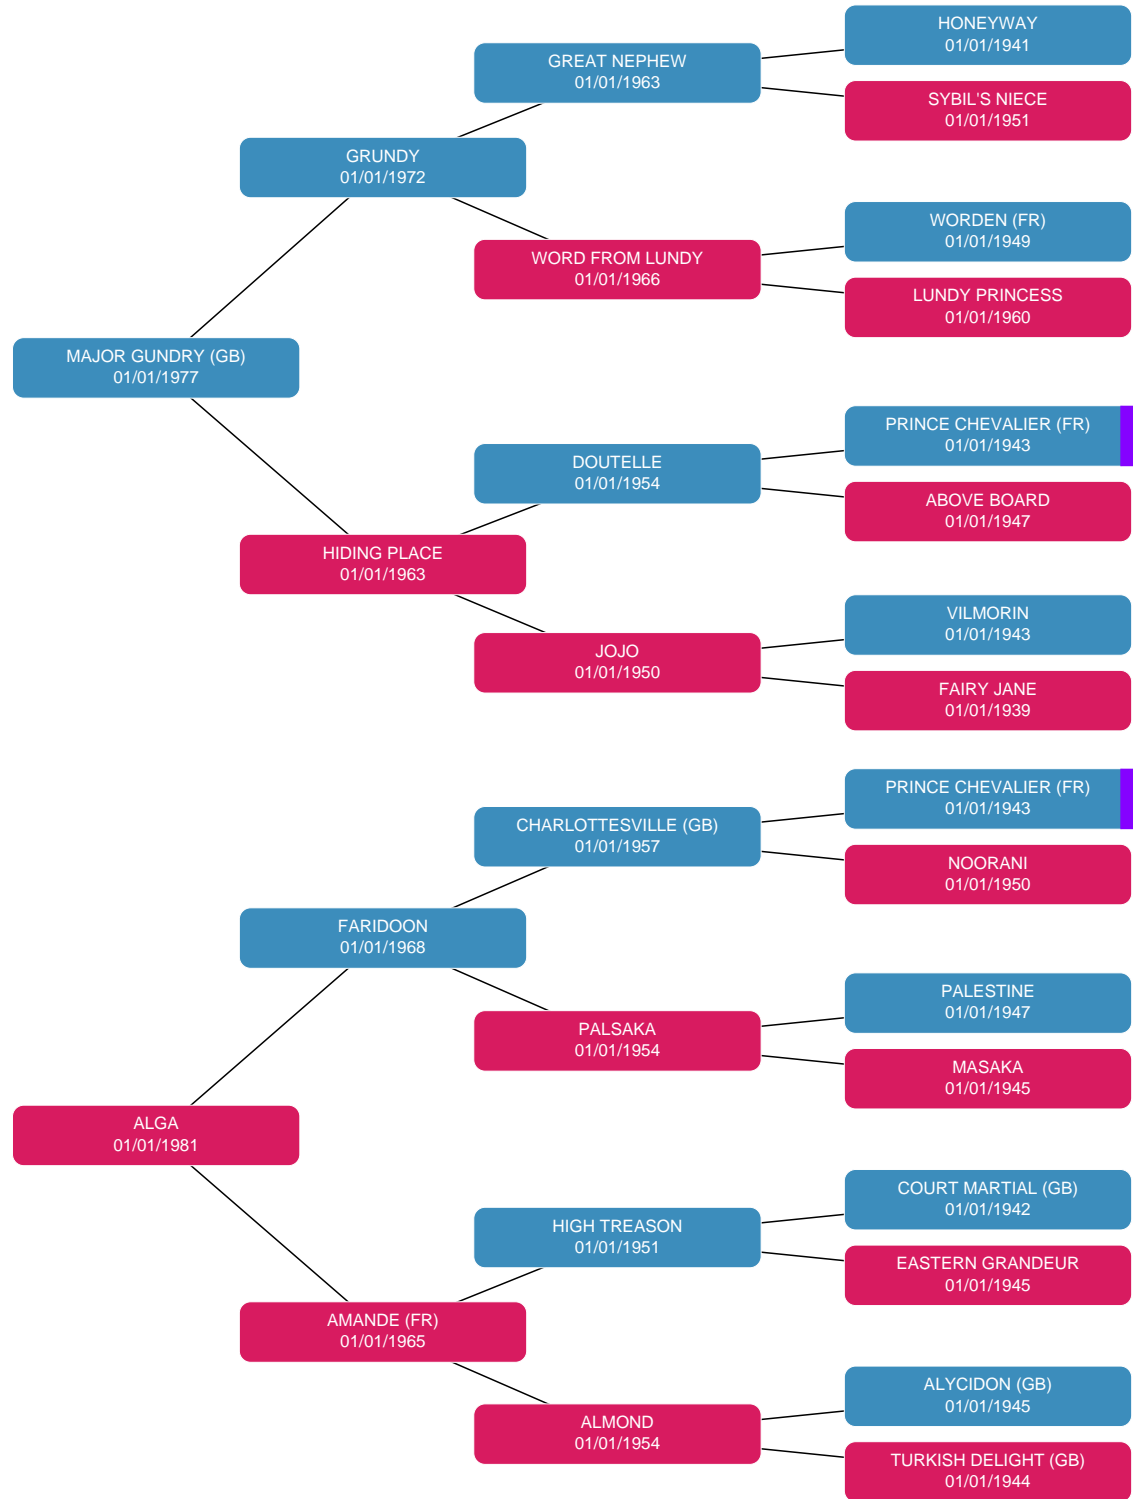 HONEYWAY
01/01/1941
GREAT NEPHEW
01/01/1963
SYBIL'S NIECE
01/01/1951
GRUNDY
01/01/1972
WORDEN (FR)
01/01/1949
WORD FROM LUNDY
01/01/1966
LUNDY PRINCESS
01/01/1960
MAJOR GUNDRY (GB)
01/01/1977
PRINCE CHEVALIER (FR)
01/01/1943
DOUTELLE
01/01/1954
ABOVE BOARD
01/01/1947
HIDING PLACE
01/01/1963
VILMORIN
01/01/1943
JOJO
01/01/1950
FAIRY JANE
01/01/1939
PRINCE CHEVALIER (FR)
01/01/1943
CHARLOTTESVILLE (GB)
01/01/1957
NOORANI
01/01/1950
FARIDOON
01/01/1968
PALESTINE
01/01/1947
PALSAKA
01/01/1954
MASAKA
01/01/1945
ALGA
01/01/1981
COURT MARTIAL (GB)
01/01/1942
HIGH TREASON
01/01/1951
EASTERN GRANDEUR
01/01/1945
AMANDE (FR)
01/01/1965
ALYCIDON (GB)
01/01/1945
ALMOND
01/01/1954
TURKISH DELIGHT (GB)
01/01/1944